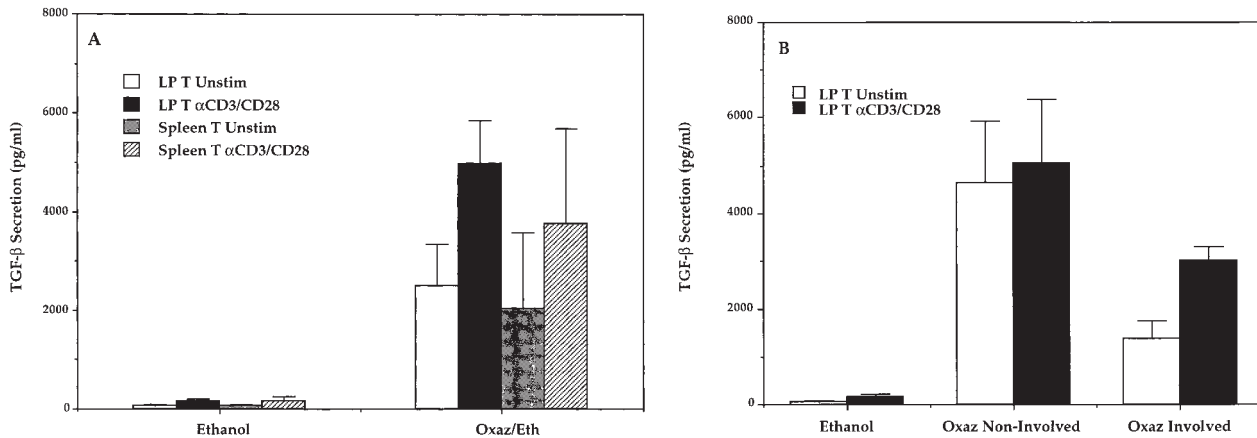 A
LP T Unstim
LP T αCD3/CD28
Spleen T Unstim
Spleen T αCD3/CD28
TGF-β Secretion (pg/ml)
8000
6000
4000
2000
0
Ethanol Oxaz/Eth
B
LP T Unstim
LP T αCD3/CD28
TGF-β Secretion (pg/ml)
8000
6000
4000
2000
0
Ethanol Oxaz Non-Involved Oxaz Involved